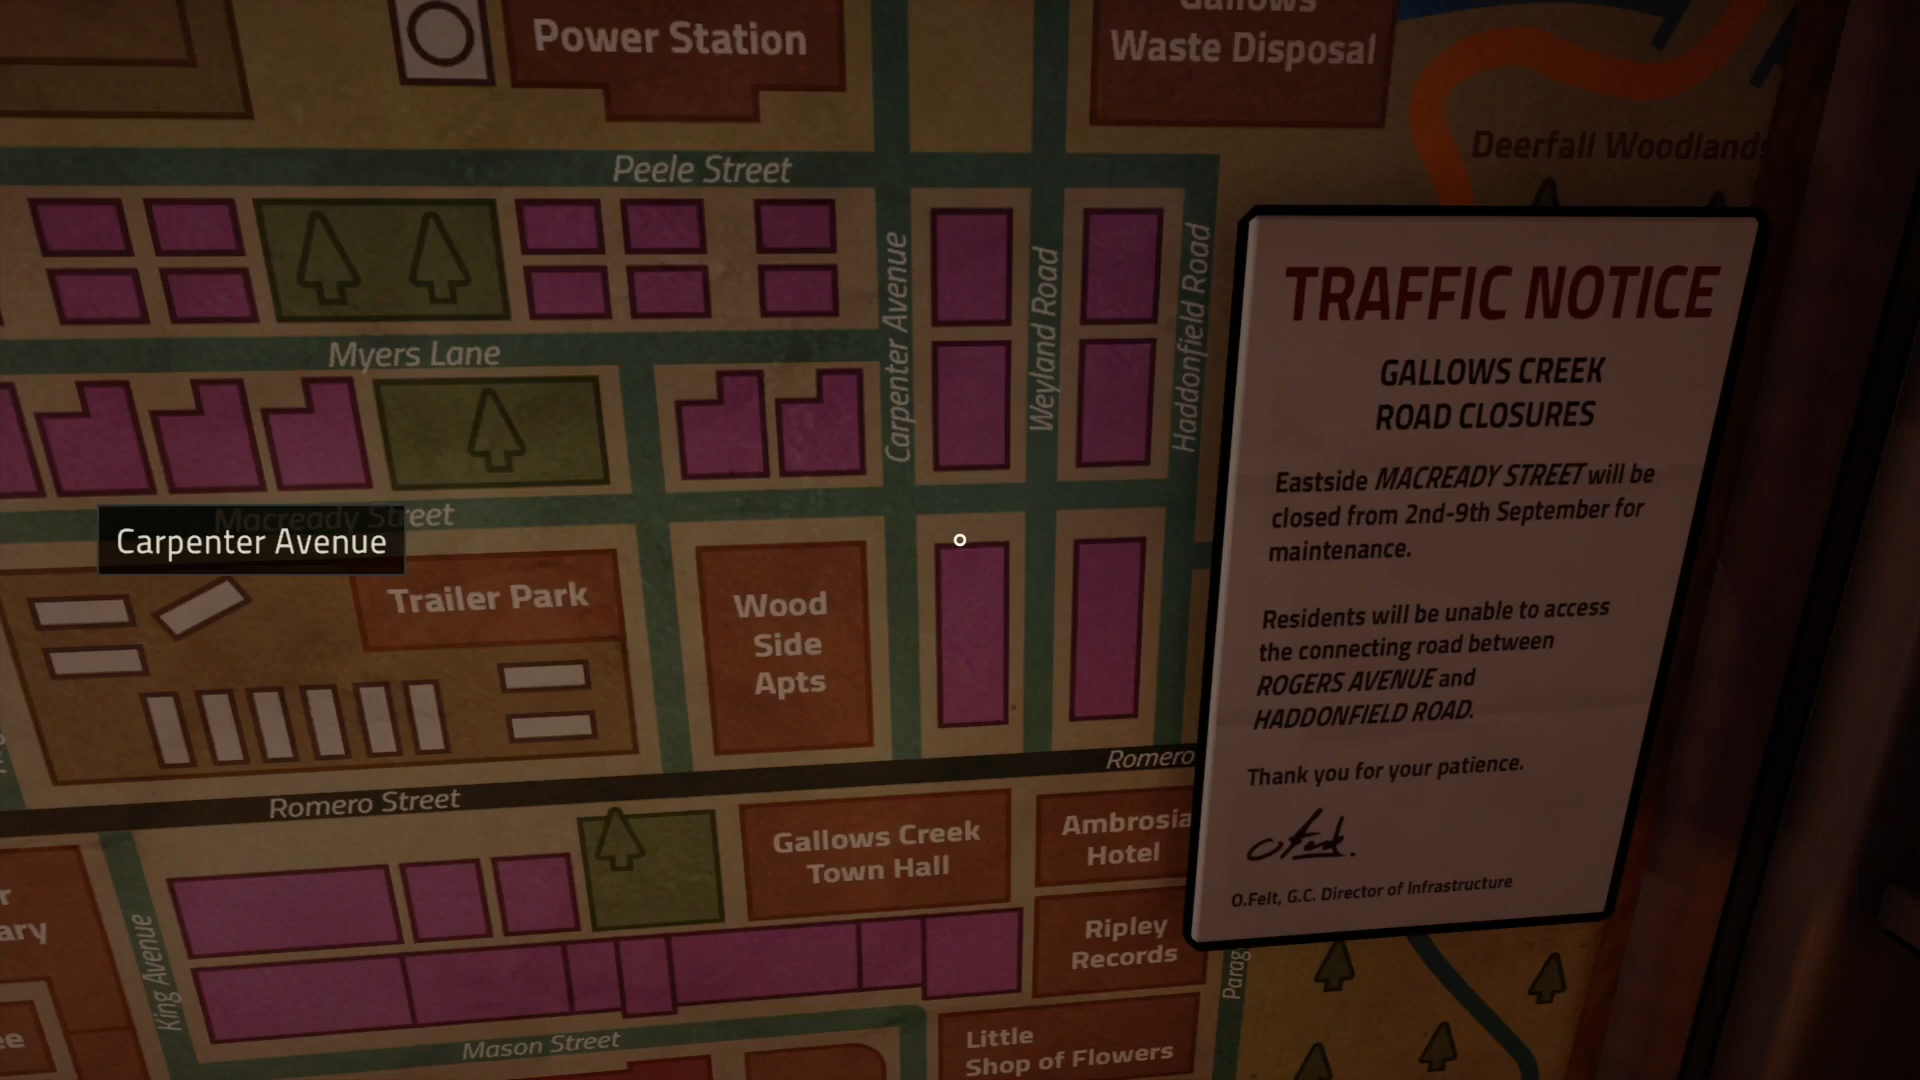 Power Station
Gallows
Waste Disposal
Deerfall Woodlands
Peele Street
Carpenter Avenue
Weyland Road
Haddonfield Road
Myers Lane
Macready Street
Carpenter Avenue
Trailer Park
Wood
Side
Apts
Romero
Romero Street
Gallows Creek
Town Hall
Ambrosia
Hotel
Ripley
Records
King Avenue
Mason Street
Little
Shop of Flowers
Parag
TRAFFIC NOTICE
GALLOWS CREEK
ROAD CLOSURES
Eastside MACREADY STREET will be
closed from 2nd-9th September for
maintenance.
Residents will be unable to access
the connecting road between
ROGERS AVENUE and
HADDONFIELD ROAD.
Thank you for your patience.
O.Felt, G.C. Director of Infrastructure